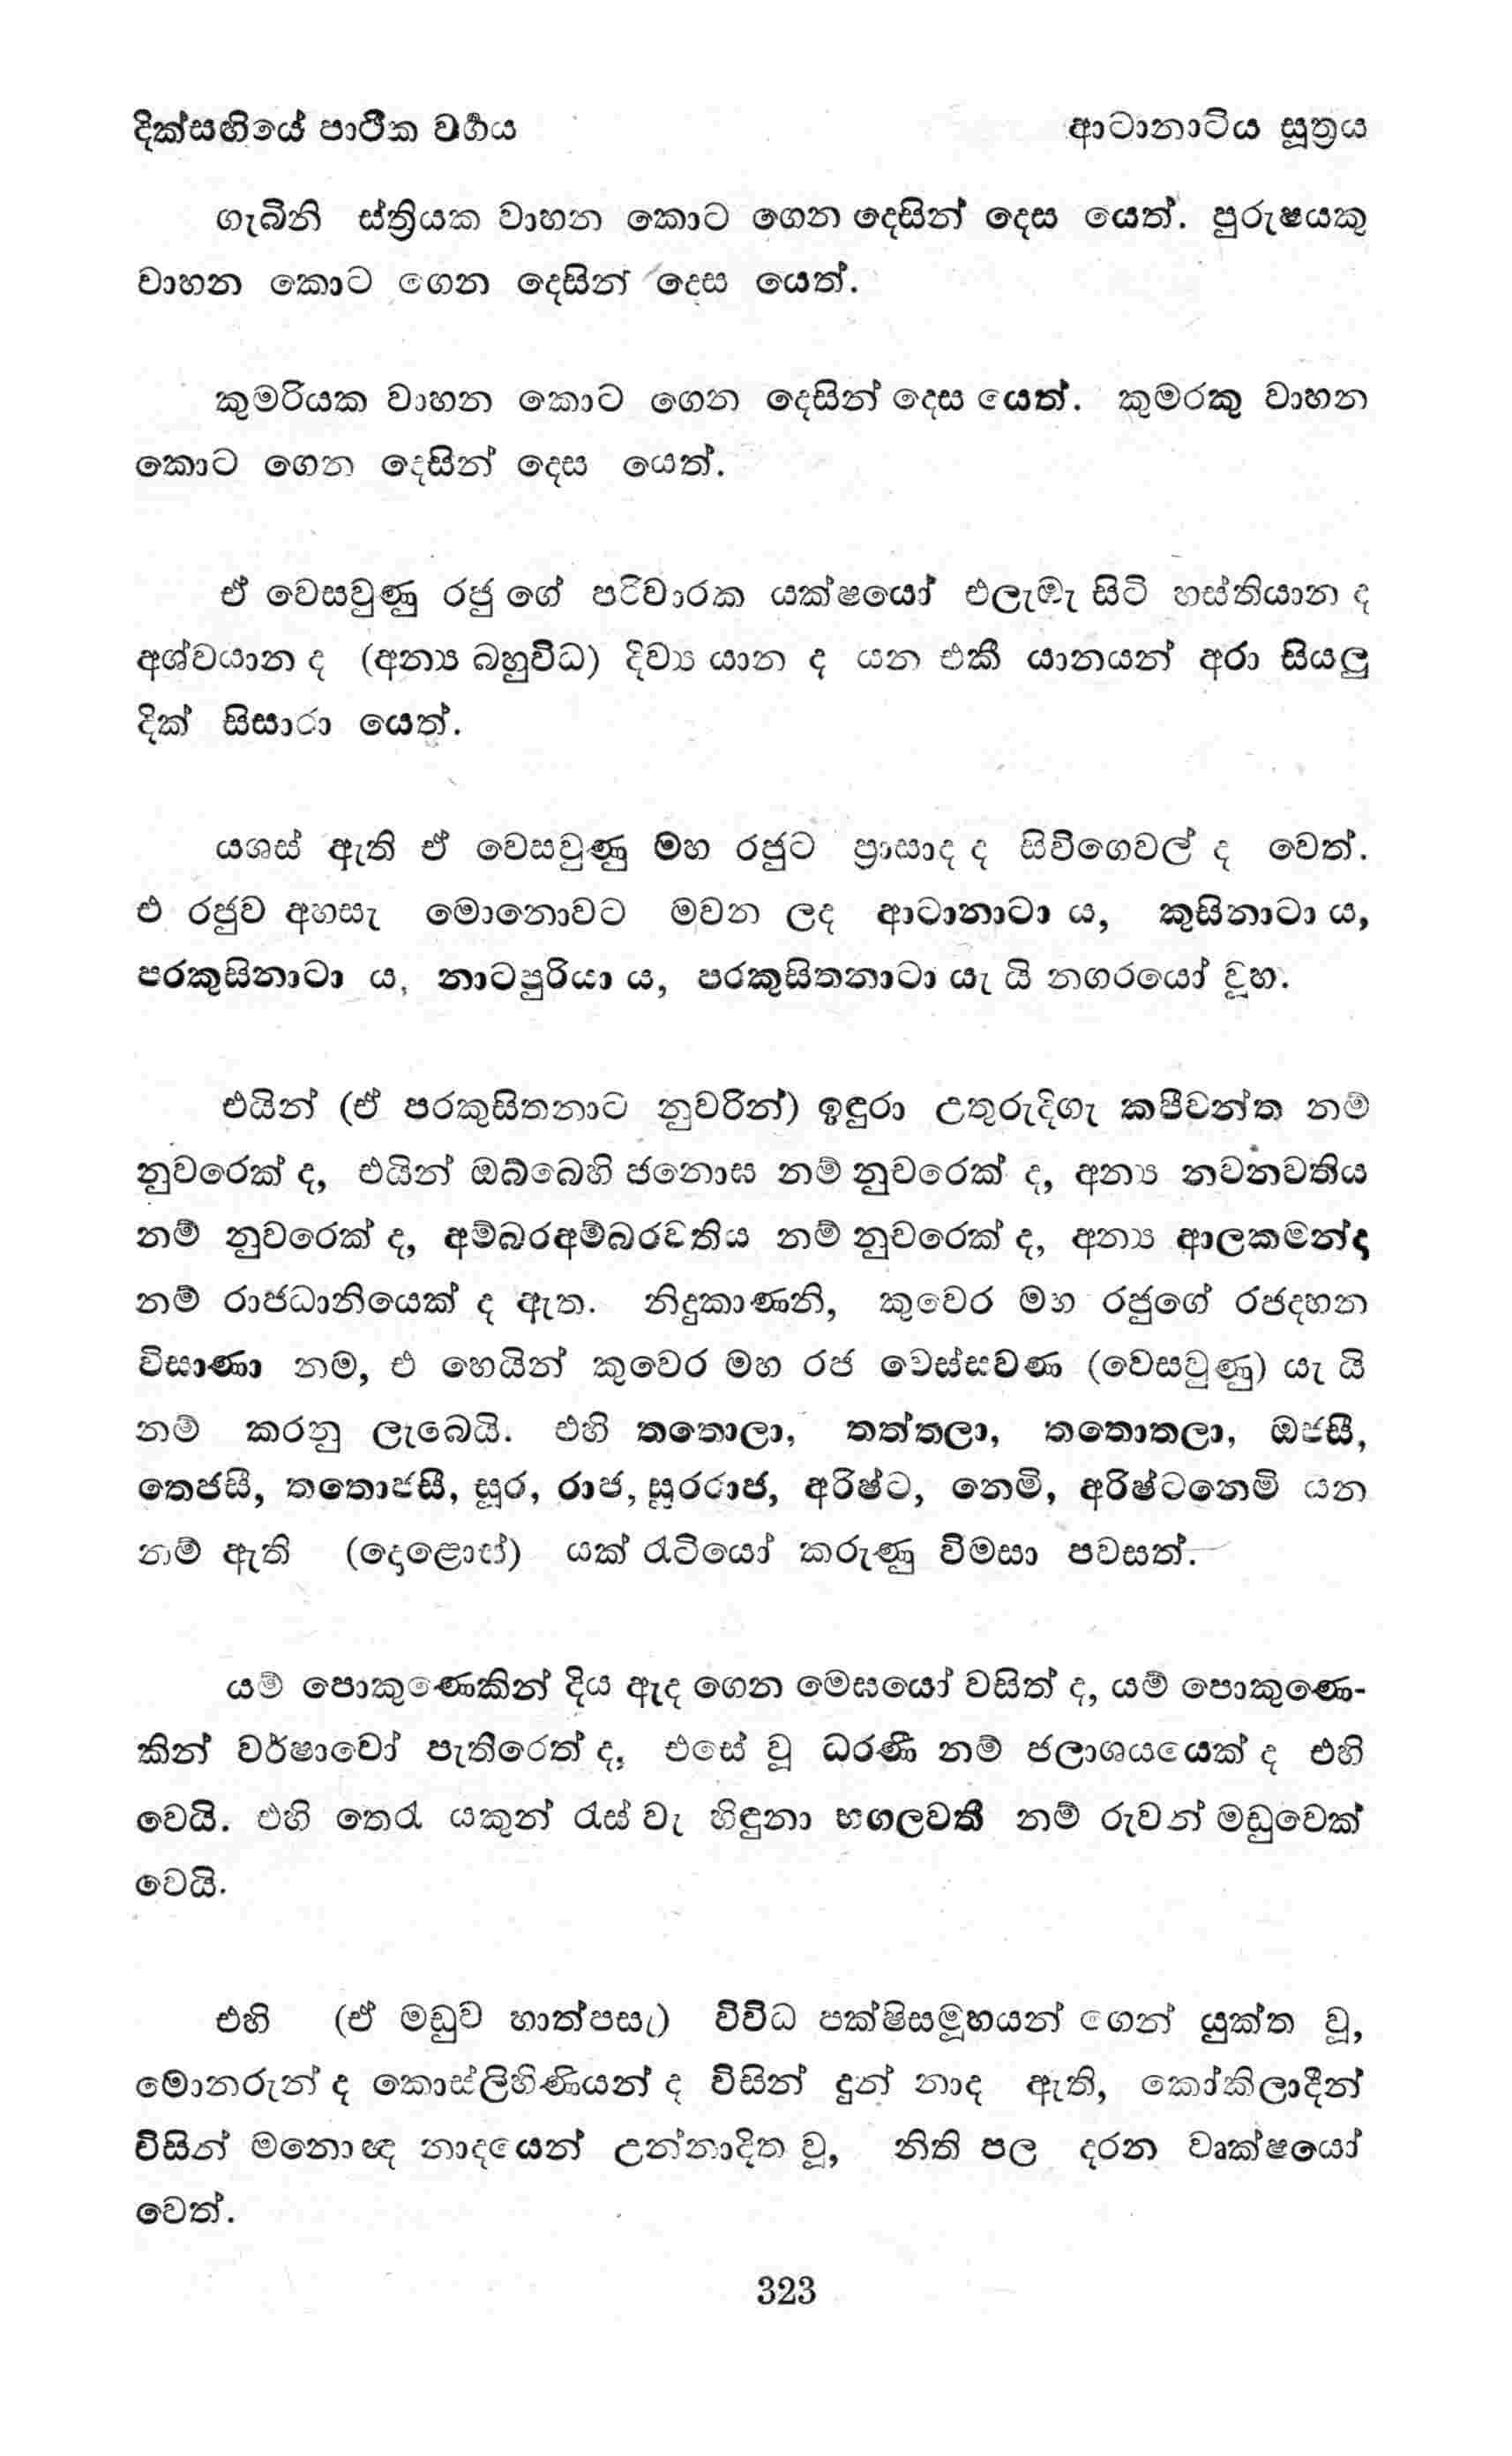 දික්සඟියේ පාථීක වර්‍ගය
ආටානාටිය සූත්‍රය
ගැබිනි ස්ත්‍රියක වාහන කොට ගෙන දෙසින් දෙස යෙත්. පුරුෂයකු
වාහන කොට ගෙන දෙසින් දෙස යෙත්.
කුමරියක වාහන කොට ගෙන දෙසින් දෙස යෙත්. කුමරකු වාහන
කොට ගෙන දෙසින් දෙස යෙත්.
ඒ වෙසවුණු රජු ගේ පරිවාරක යක්ෂයෝ එලැඹැ සිටි හස්තියාන ද
අශ්වයාන ද (අන්‍ය බහුවිධ) දිව්‍ය යාන ද යන එකී යානයන් අරා සියලු
දික් සිසාරා යෙත්.
යශස් ඇති ඒ වෙසවුණු මහ රජුට ප්‍රාසාද ද සිවිගෙවල් ද වෙත්.
එ රජුව අහසැ මොනොවට මවන ලද ආටානාටා ය, කුසිනාටා ය,
පරකුසිනාටා ය, නාටපුරියා ය, පරකුසිතනාටා යැ යි නගරයෝ වූහ.
එයින් (ඒ පරකුසිතනාට නුවරින්) ඉඳුරා උතුරුදිගැ කපීවන්ත නම්
නුවරෙක් ද, එයින් ඔබ්බෙහි ජනොඝ නම් නුවරෙක් ද, අන්‍ය නවනවතිය
නම් නුවරෙක් ද, අම්බරඅම්බරවතිය නම් නුවරෙක් ද, අන්‍ය ආලකමන්දා
නම් රාජධානියෙක් ද ඇත. නිදුකාණනි, කුවෙර මහ රජුගේ රජදහන
විසාණා නම, එ හෙයින් කුවෙර මහ රජ වෙස්සවණ (වෙසවුණු) යැ යි
නම් කරනු ලැබෙයි. එහි තතොලා, තත්තලා, තතොතලා, ඔජසී,
තෙජසී, තතොජසී, සූර, රාජ, සූරරාජ, අරිෂ්ට, නෙමි, අරිෂ්ටනෙමි යන
නම් ඇති (දොළොස්) යක් රැටියෝ කරුණු විමසා පවසත්.
යම් පොකුණෙකින් දිය ඇද ගෙන මෙඝයෝ වසිත් ද, යම් පොකුණෙ-
කින් වර්ෂාවෝ පැතිරෙත් ද, එසේ වූ ධරණී නම් ජලාශයයෙක් ද එහි
වෙයි. එහි තෙරැ යකුන් රැස් වැ හිඳුනා භගලවතී නම් රුවන් මඩුවෙක්
වෙයි.
එහි (ඒ මඩුව හාත්පසැ) විවිධ පක්ෂිසමූහයන් ගෙන් යුක්ත වූ,
මොනරුන් ද කොස්ලිහිණියන් ද විසින් දුන් නාද ඇති, කෝකිලාදීන්
විසින් මනොඥ නාදයෙන් උන්නාදිත වූ, නිති පල දරන වෘක්ෂයෝ
වෙත්.
323